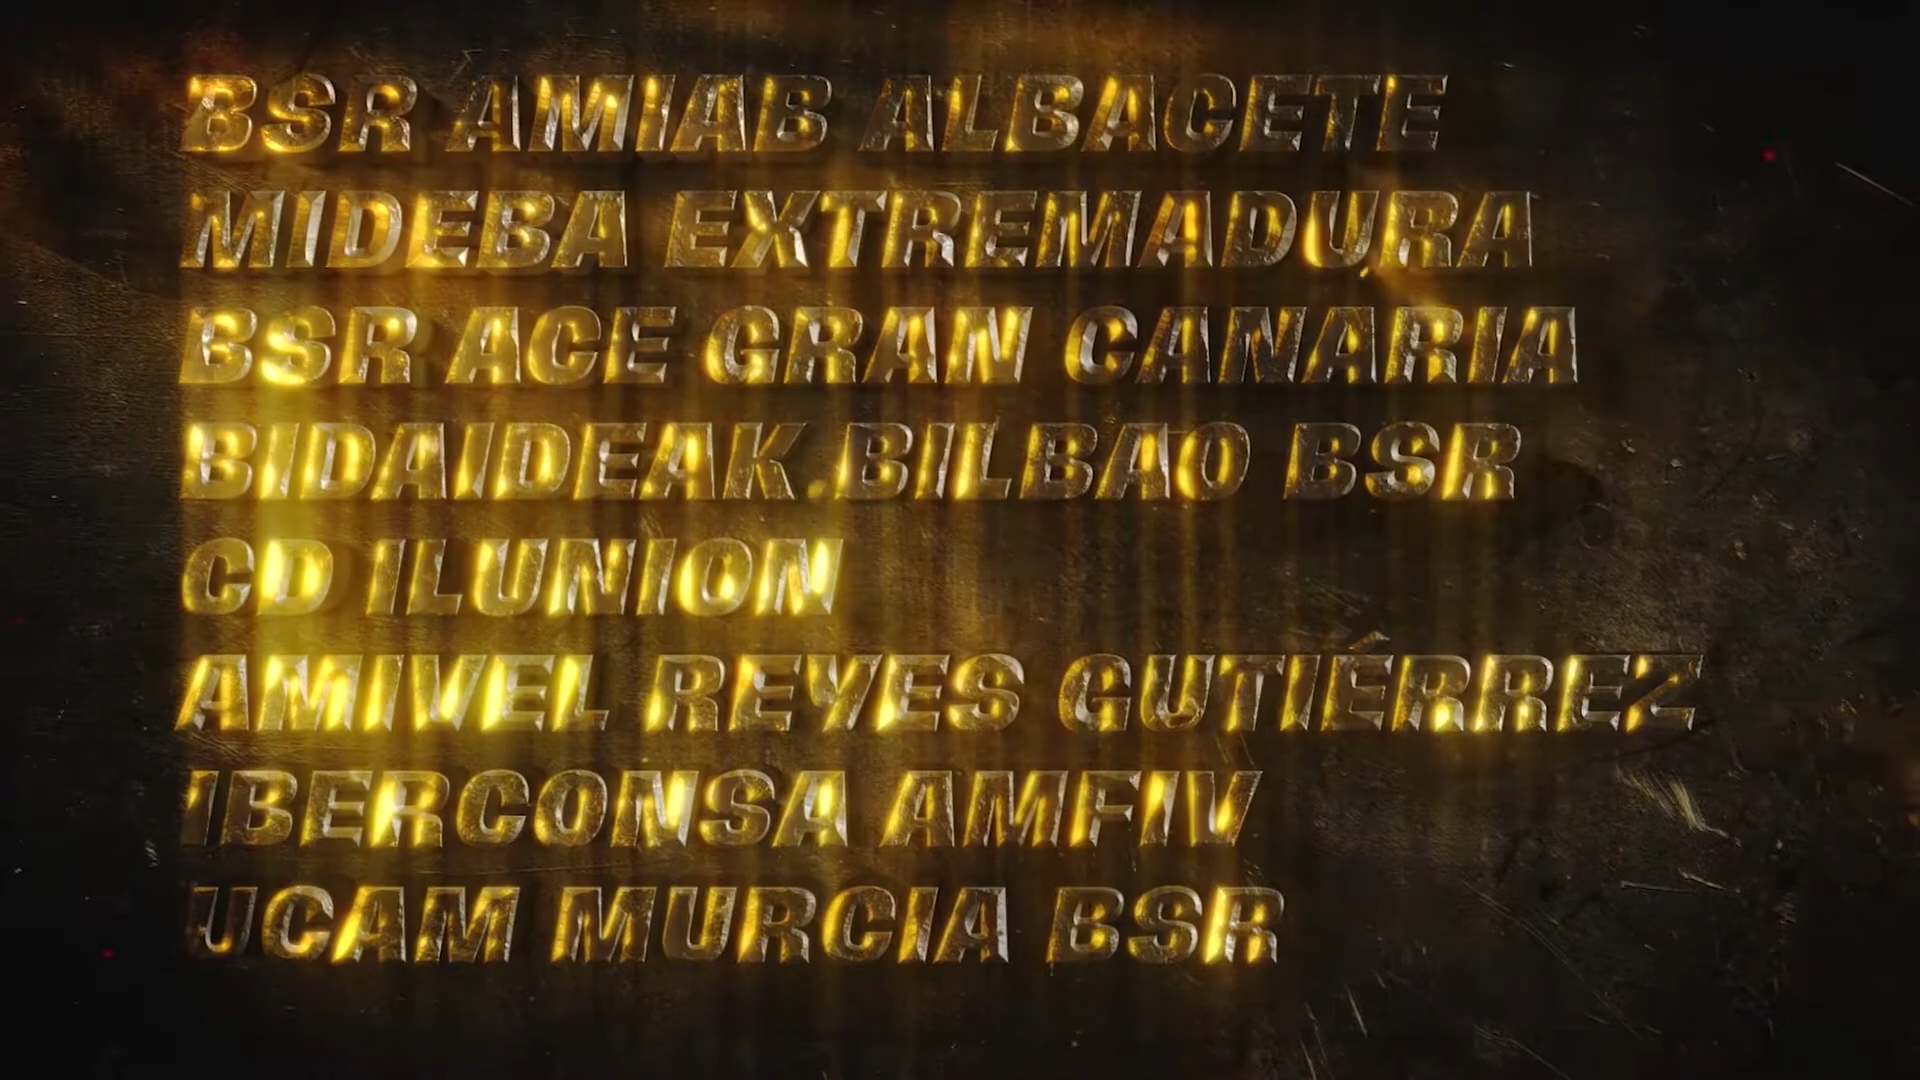 BSR AMIAB ALBACETE
MIDEBA EXTREMADURA
BSR ACE GRAN CANARIA
BIDAIDEAK BILBAO BSR
CD ILUNION
AMIVEL REYES GUTIÉRREZ
IBERCONSA AMFIV
UCAM MURCIA BSR